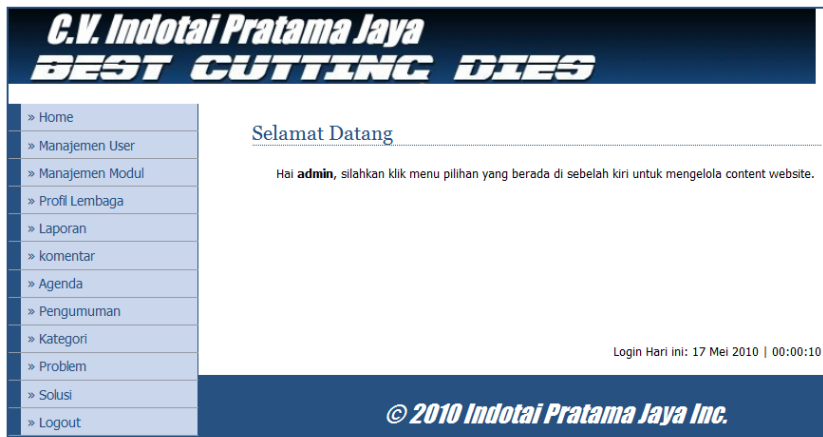 C.V. Indotai Pratama Jaya
BEST CUTTING DIES
» Home
» Manajemen User
» Manajemen Modul
» Profil Lembaga
» Laporan
» komentar
» Agenda
» Pengumuman
» Kategori
» Problem
» Solusi
» Logout
Selamat Datang
Hai admin, silahkan klik menu pilihan yang berada di sebelah kiri untuk mengelola content website.
Login Hari ini: 17 Mei 2010 | 00:00:10
© 2010 Indotai Pratama Jaya Inc.